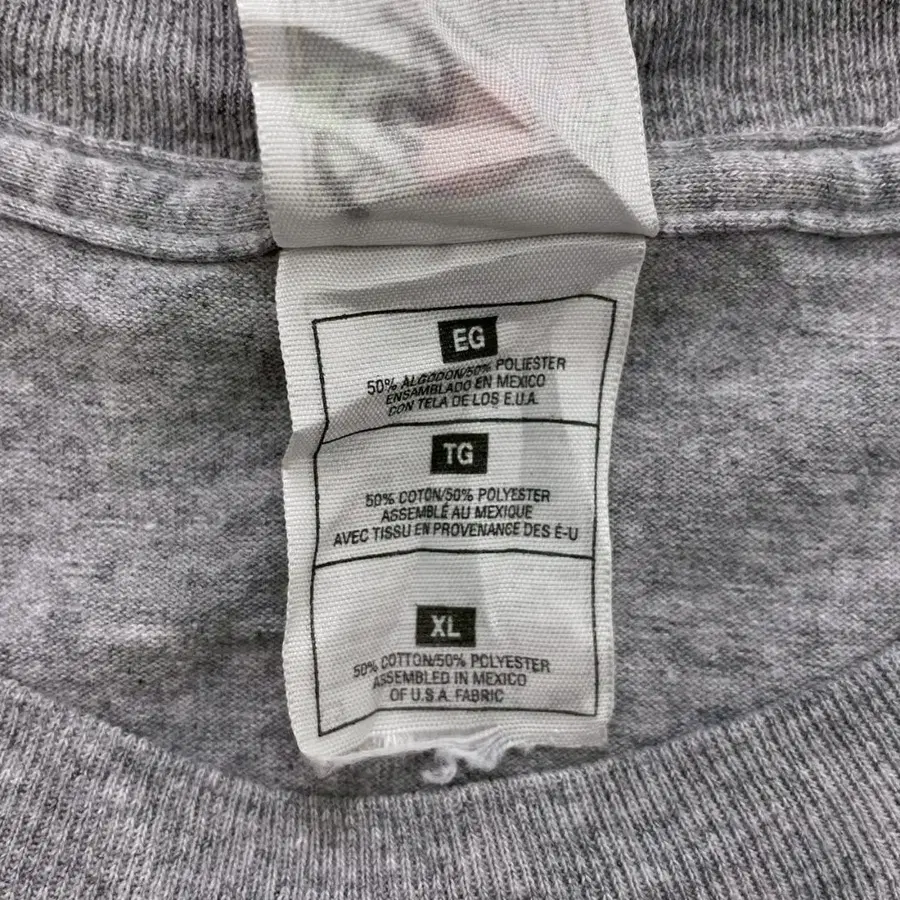 EG
50% ALGODON/50% POLIESTER
ENSAMBLADO EN MEXICO
CON TELA DE LOS E.U.A.
TG
50% COTON/50% POLYESTER
ASSEMBLÉ AU MEXIQUE
AVEC TISSU EN PROVENANCE DES É-U
XL
50% COTTON/50% POLYESTER
ASSEMBLED IN MEXICO
OF U.S.A. FABRIC